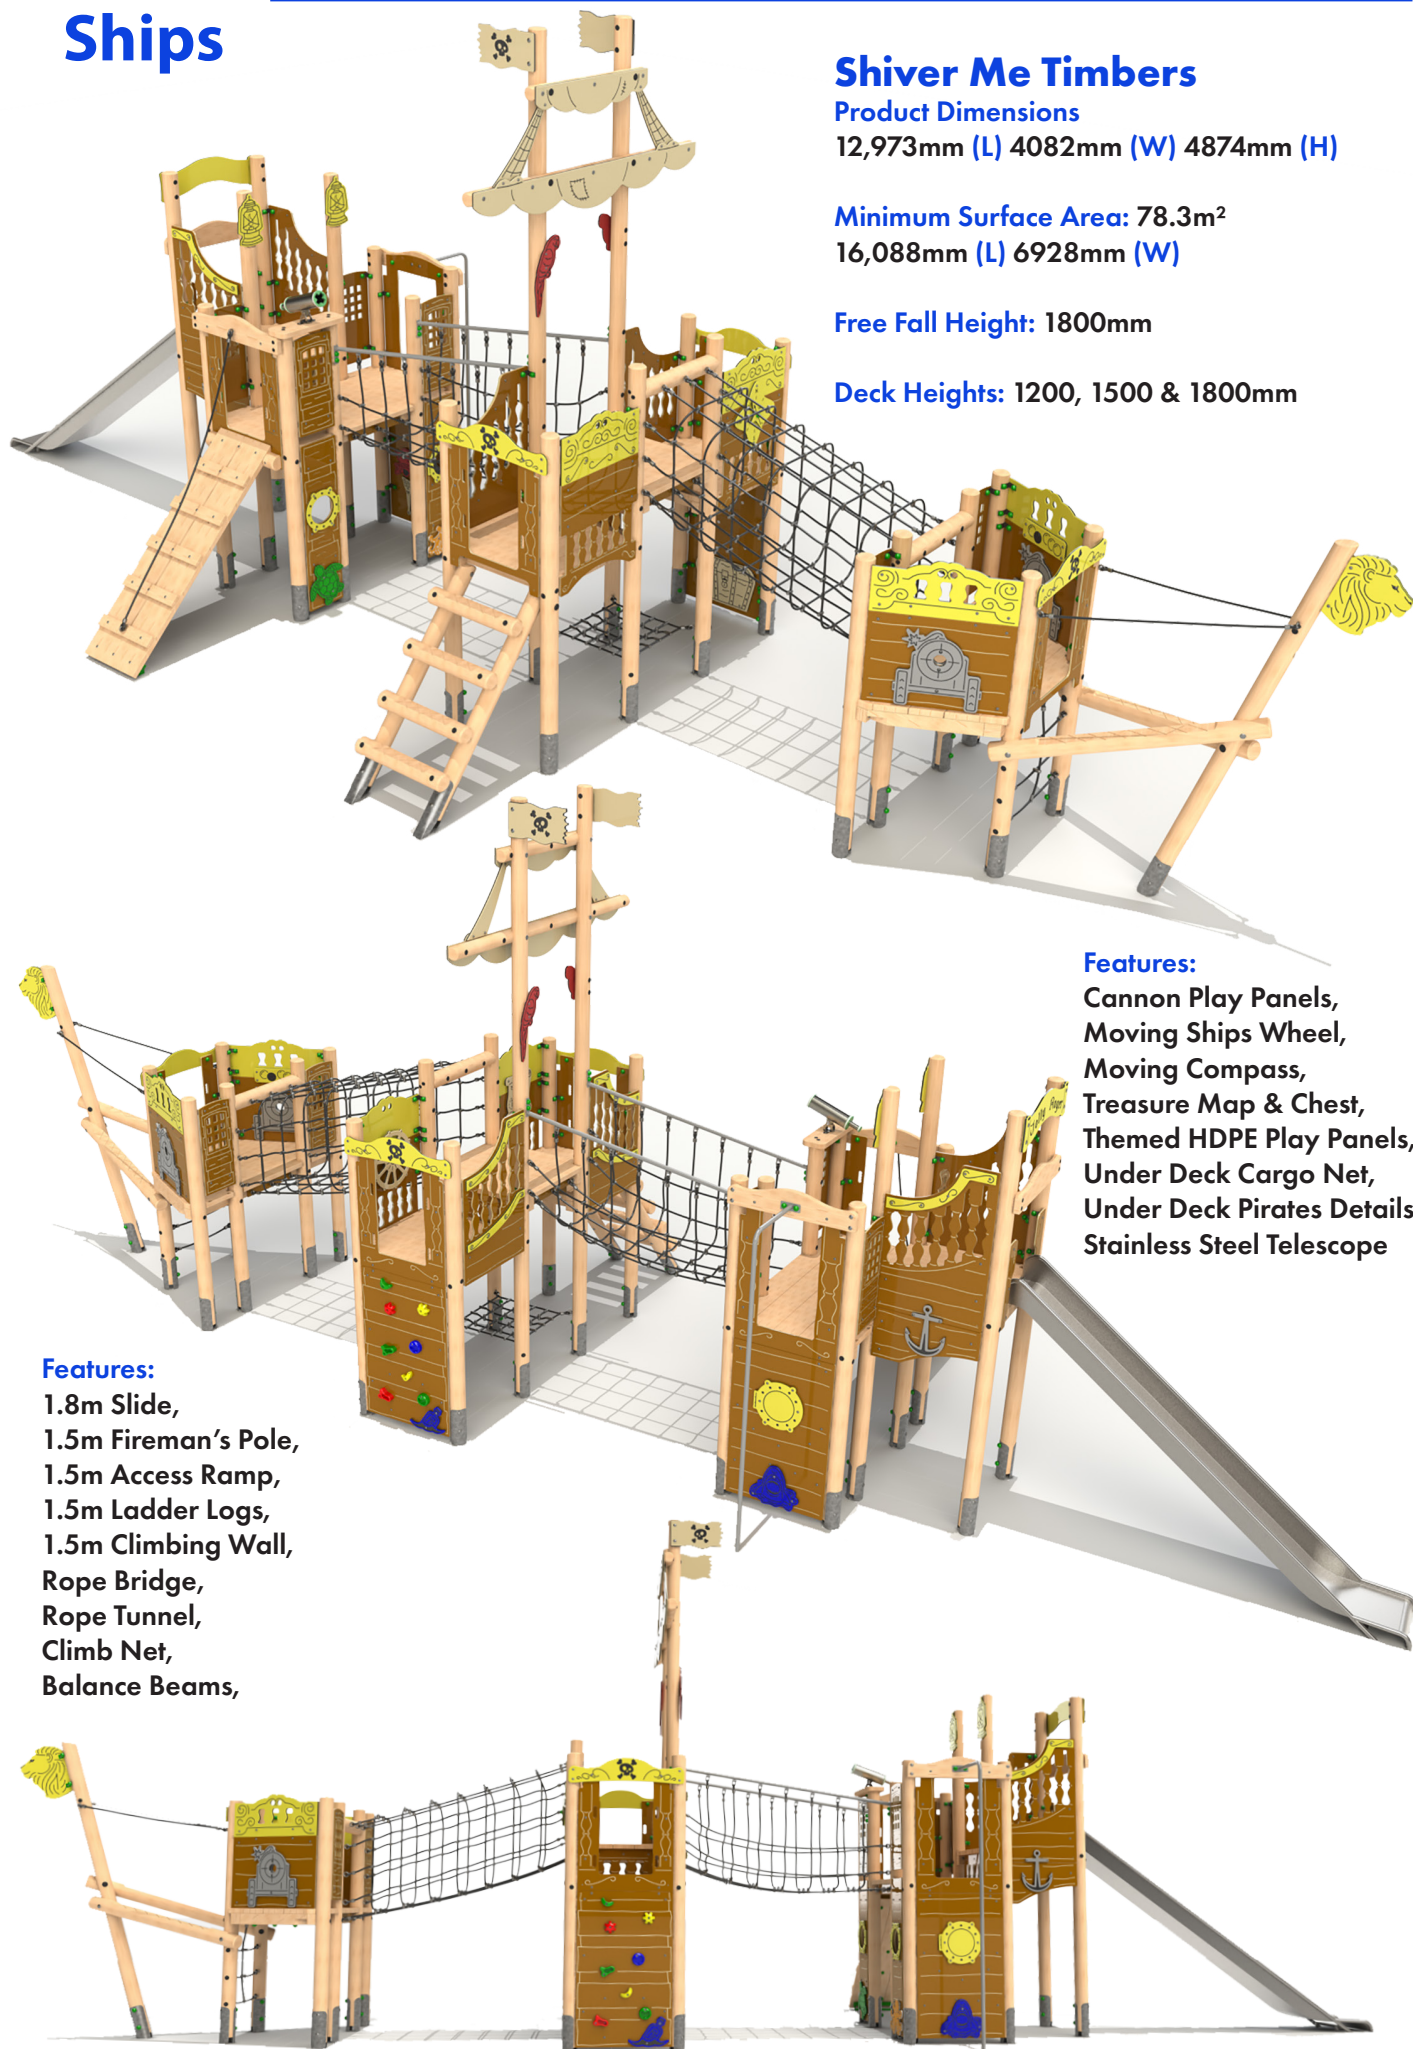 Ships
Shiver Me Timbers
Product Dimensions
12,973mm (L) 4082mm (W) 4874mm (H)
Minimum Surface Area: 78.3m²
16,088mm (L) 6928mm (W)
Free Fall Height: 1800mm
Deck Heights: 1200, 1500 & 1800mm
Features:
Cannon Play Panels,
Moving Ships Wheel,
Moving Compass,
Treasure Map & Chest,
Themed HDPE Play Panels,
Under Deck Cargo Net,
Under Deck Pirates Details
Stainless Steel Telescope
Features:
1.8m Slide,
1.5m Fireman's Pole,
1.5m Access Ramp,
1.5m Ladder Logs,
1.5m Climbing Wall,
Rope Bridge,
Rope Tunnel,
Climb Net,
Balance Beams,